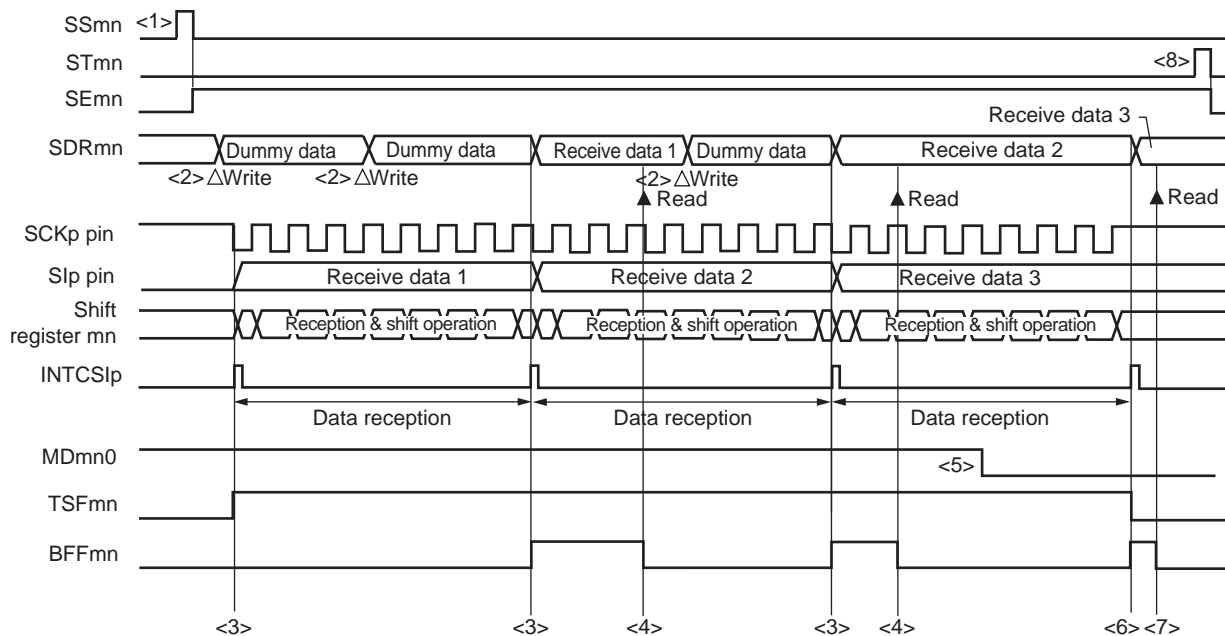 SSmn <1>
STmn <8>
SEmn
Receive data 3
SDRmn Dummy data Dummy data Receive data 1 Dummy data Receive data 2
<2> △Write <2> △Write <2> △Write
▲ Read ▲ Read ▲ Read
SCKp pin
SIp pin Receive data 1 Receive data 2 Receive data 3
Shift
register mn Reception & shift operation Reception & shift operation Reception & shift operation
INTCSIp
Data reception Data reception Data reception
MDmn0 <5>
TSFmn
BFFmn
<3> <3> <4> <3> <4> <6> <7>